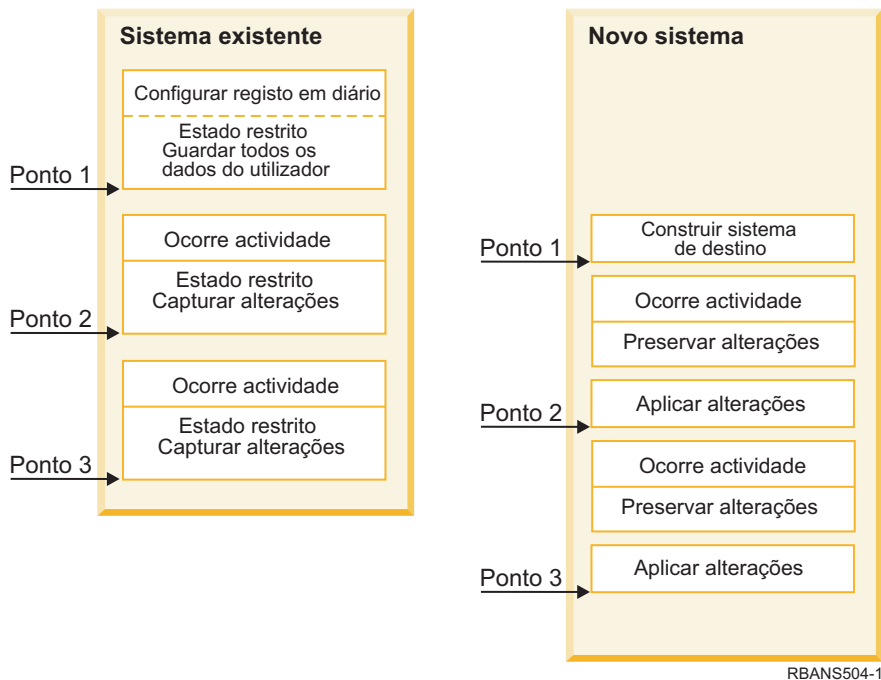 Sistema existente
Configurar registo em diário
Estado restrito
Guardar todos os
dados do utilizador
Ponto 1
Ocorre actividade
Estado restrito
Capturar alterações
Ponto 2
Ocorre actividade
Estado restrito
Capturar alterações
Ponto 3
Novo sistema
Construir sistema
de destino
Ponto 1
Ocorre actividade
Preservar alterações
Aplicar alterações
Ponto 2
Ocorre actividade
Preservar alterações
Aplicar alterações
Ponto 3
RBANS504-1